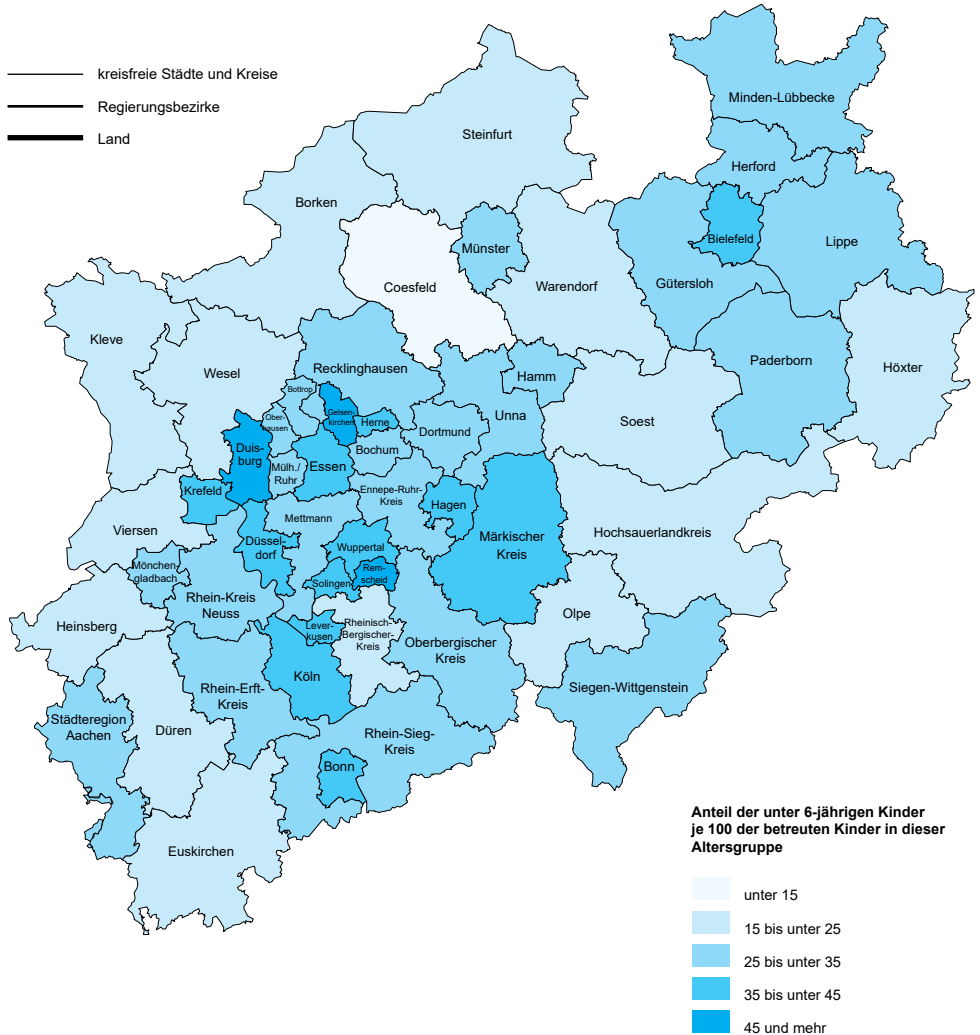 kreisfreie Städte und Kreise
Regierungsbezirke
Land
Minden-Lübbecke
Steinfurt
Herford
Borken
Bielefeld
Lippe
Münster
Coesfeld
Warendorf
Gütersloh
Kleve
Wesel
Recklinghausen
Hamm
Paderborn
Höxter
Bottrop
Gelsen-
kirchen
Herne
Ober-
hausen
Unna
Soest
Dortmund
Duis-
burg
Bochum
Essen
Mülh./
Ruhr
Krefeld
Ennepe-Ruhr-
Kreis
Hagen
Mettmann
Viersen
Düssel-
dorf
Wuppertal
Märkischer
Kreis
Hochsauerlandkreis
Mönchen-
gladbach
Rem-
scheid
Solingen
Rhein-Kreis
Neuss
Heinsberg
Lever-
kusen
Rheinisch-
Bergischer-
Kreis
Olpe
Oberbergischer
Kreis
Köln
Siegen-Wittgenstein
Rhein-Erft-
Kreis
Städteregion
Aachen
Düren
Rhein-Sieg-
Kreis
Bonn
Euskirchen
Anteil der unter 6-jährigen Kinder
je 100 der betreuten Kinder in dieser
Altersgruppe
unter 15
15 bis unter 25
25 bis unter 35
35 bis unter 45
45 und mehr